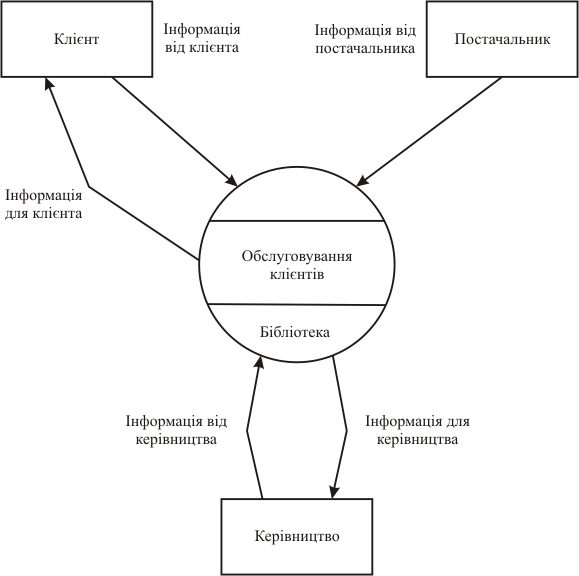 Клієнт
Інформація
від клієнта
Інформація від
постачальника
Постачальник
Інформація
для клієнта
Обслуговування
клієнтів
Бібліотека
Інформація від
керівництва
Інформація для
керівництва
Керівництво